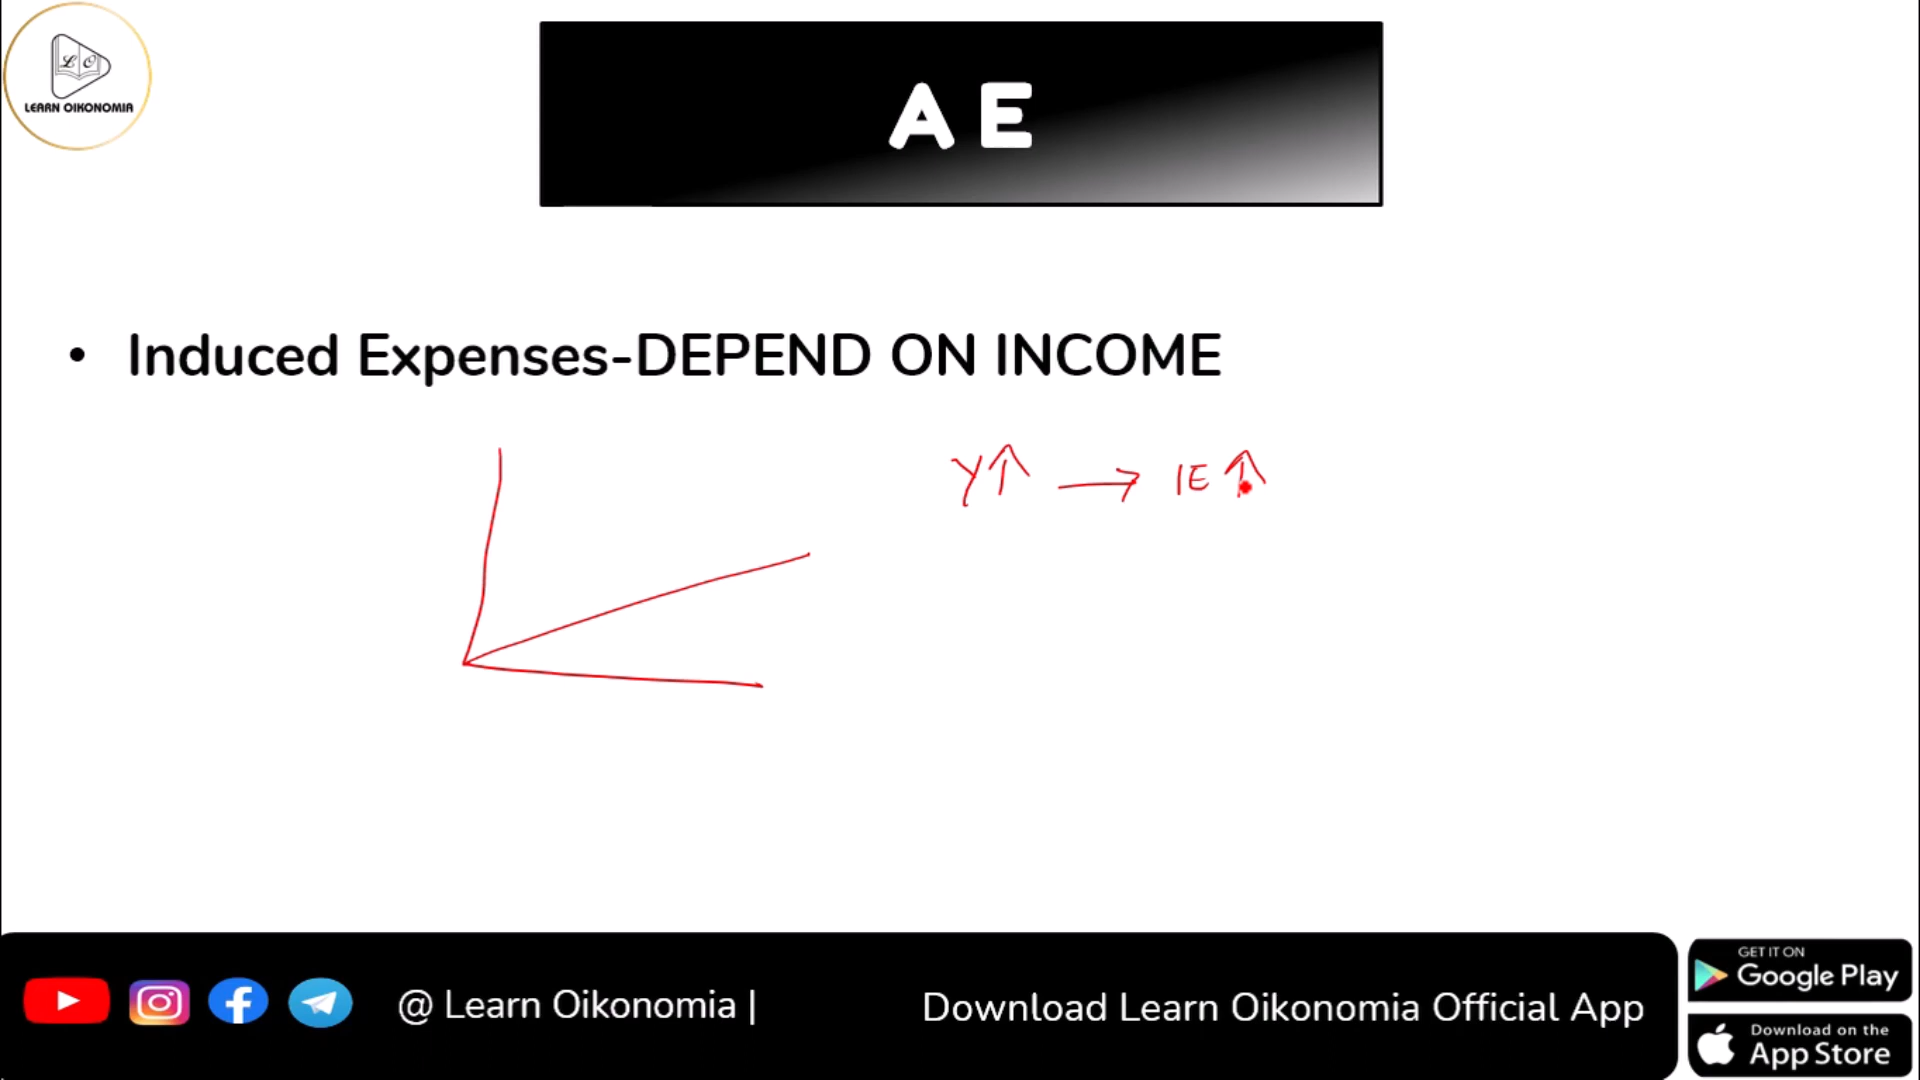 L O
LEARN OIKONOMIA
A E
• Induced Expenses-DEPEND ON INCOME
Y↑ → IE ↑
@ Learn Oikonomia |
Download Learn Oikonomia Official App
GET IT ON
Google Play
Download on the
App Store